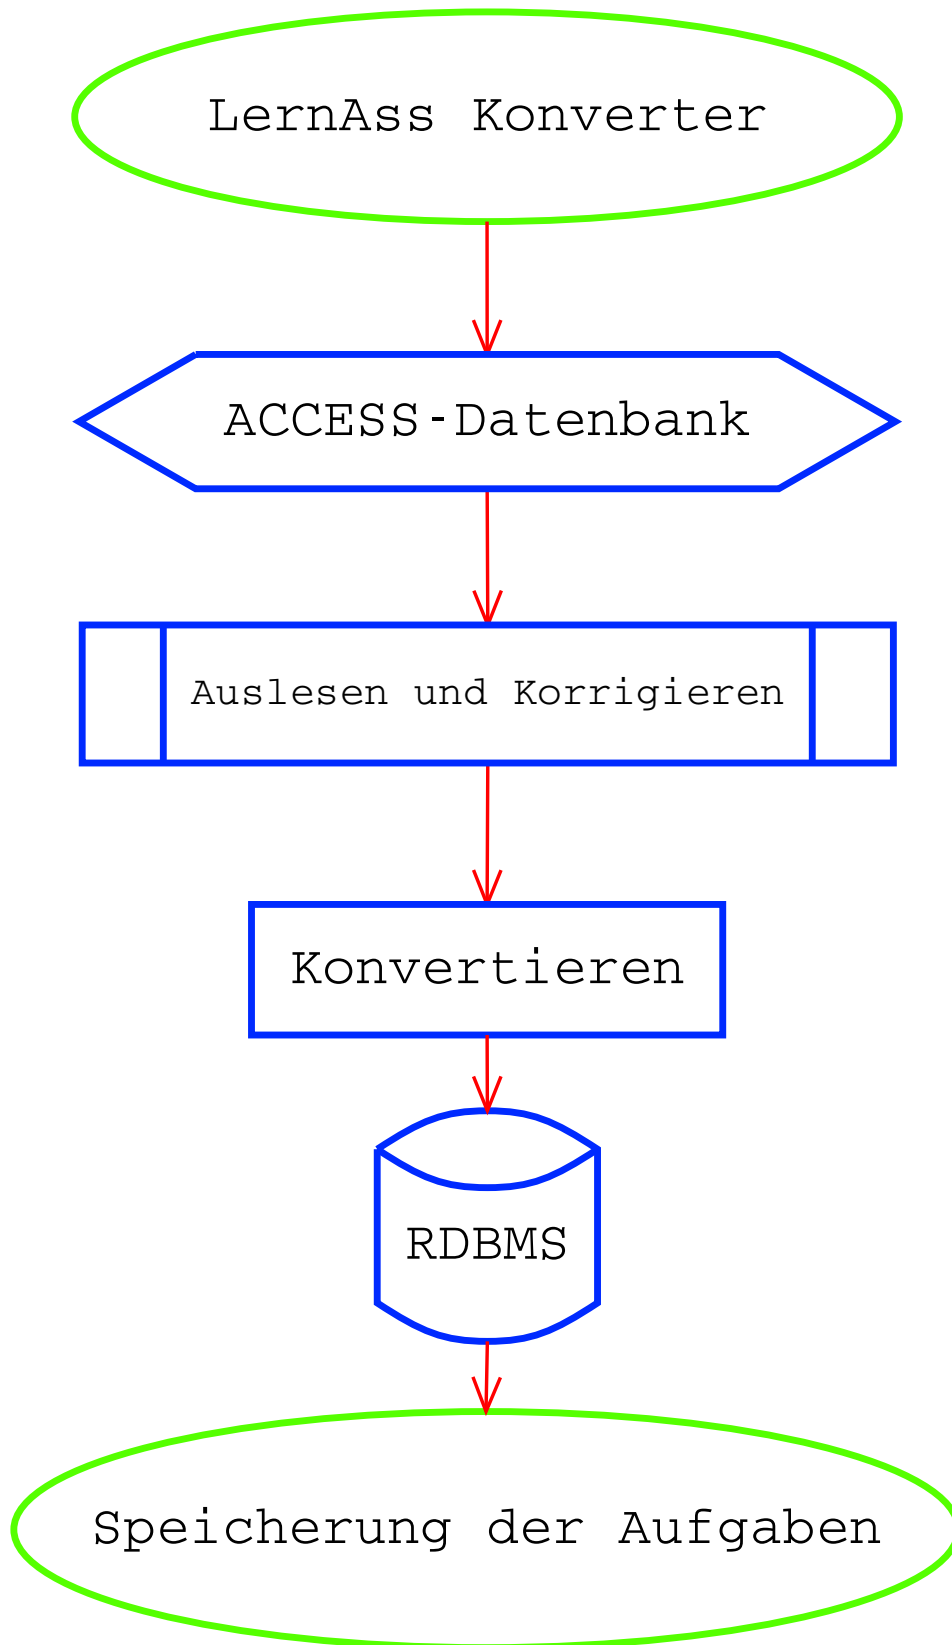 LernAss Konverter
ACCESS-Datenbank
Auslesen und Korrigieren
Konvertieren
RDBMS
Speicherung der Aufgaben